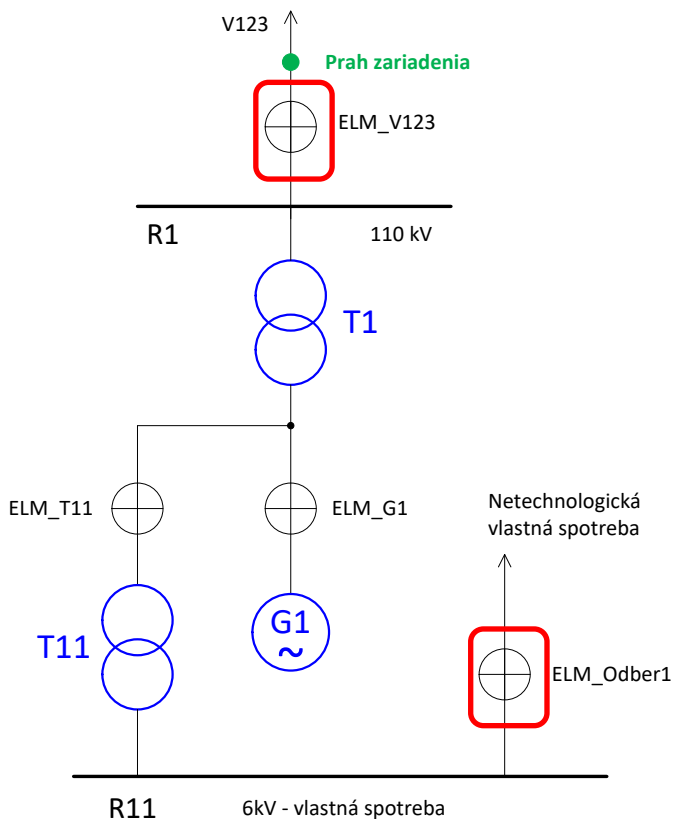 V123
Prah zariadenia
ELM_V123
R1
110 kV
T1
ELM_T11
ELM_G1
Netechnologická
vlastná spotreba
G1
~
T11
ELM_Odber1
R11
6kV - vlastná spotreba